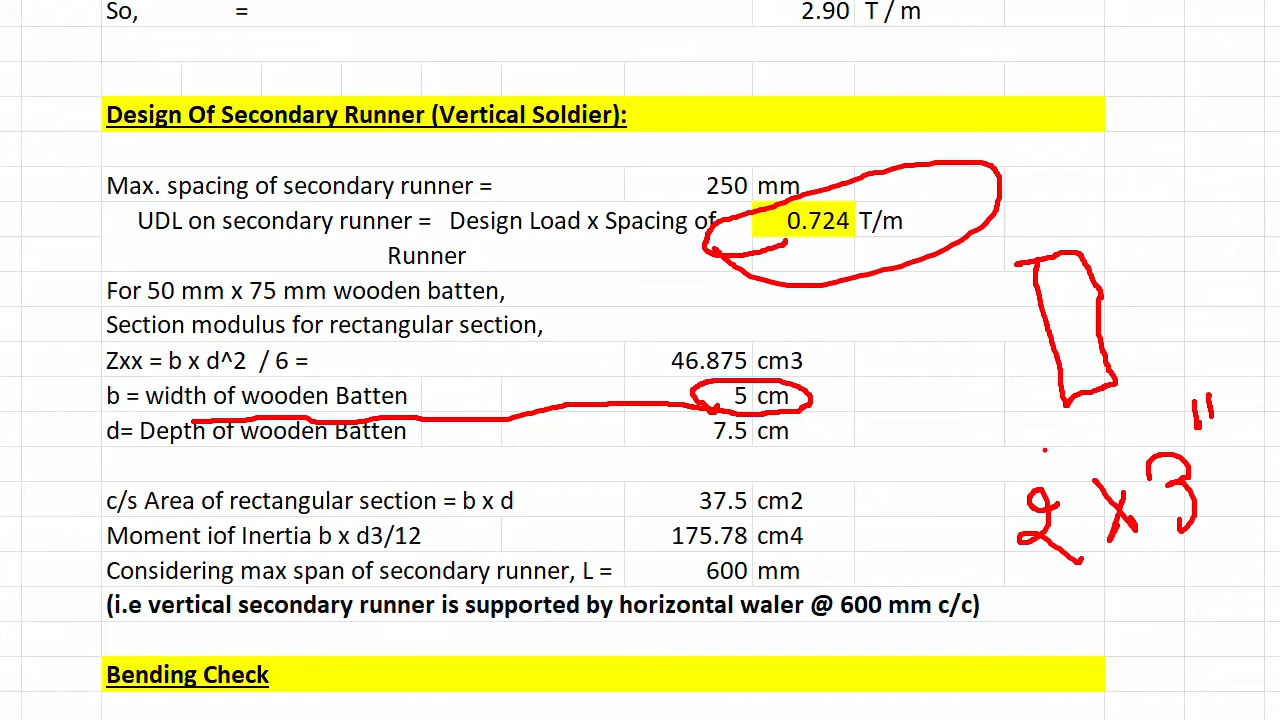 So, = 2.90 T / m
Design Of Secondary Runner (Vertical Soldier):
Max. spacing of secondary runner = 250 mm
UDL on secondary runner = Design Load x Spacing of 0.724 T/m
Runner
For 50 mm x 75 mm wooden batten,
Section modulus for rectangular section,
Zxx = b x d^2 / 6 = 46.875 cm3
b = width of wooden Batten 5 cm
d= Depth of wooden Batten 7.5 cm
2 x 3"
c/s Area of rectangular section = b x d 37.5 cm2
Moment iof Inertia b x d3/12 175.78 cm4
Considering max span of secondary runner, L = 600 mm
(i.e vertical secondary runner is supported by horizontal waler @ 600 mm c/c)
Bending Check